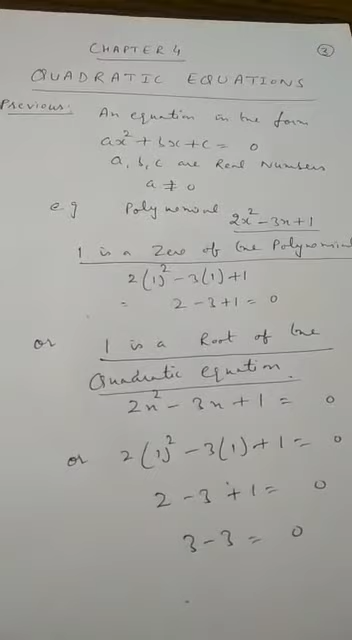 CHAPTER 4
②
QUADRATIC EQUATIONS
Previous: An equation in the form
ax² + bx + c = 0
a, b, c are Real Numbers
a ≠ 0
e.g Polynomial 2x² - 3x + 1
1 is a Zero of the Polynomial
2(1)² - 3(1) + 1
= 2 - 3 + 1 = 0
or 1 is a Root of the
Quadratic equation.
2x² - 3x + 1 = 0
or 2(1)² - 3(1) + 1 = 0
2 - 3 + 1 = 0
3 - 3 = 0